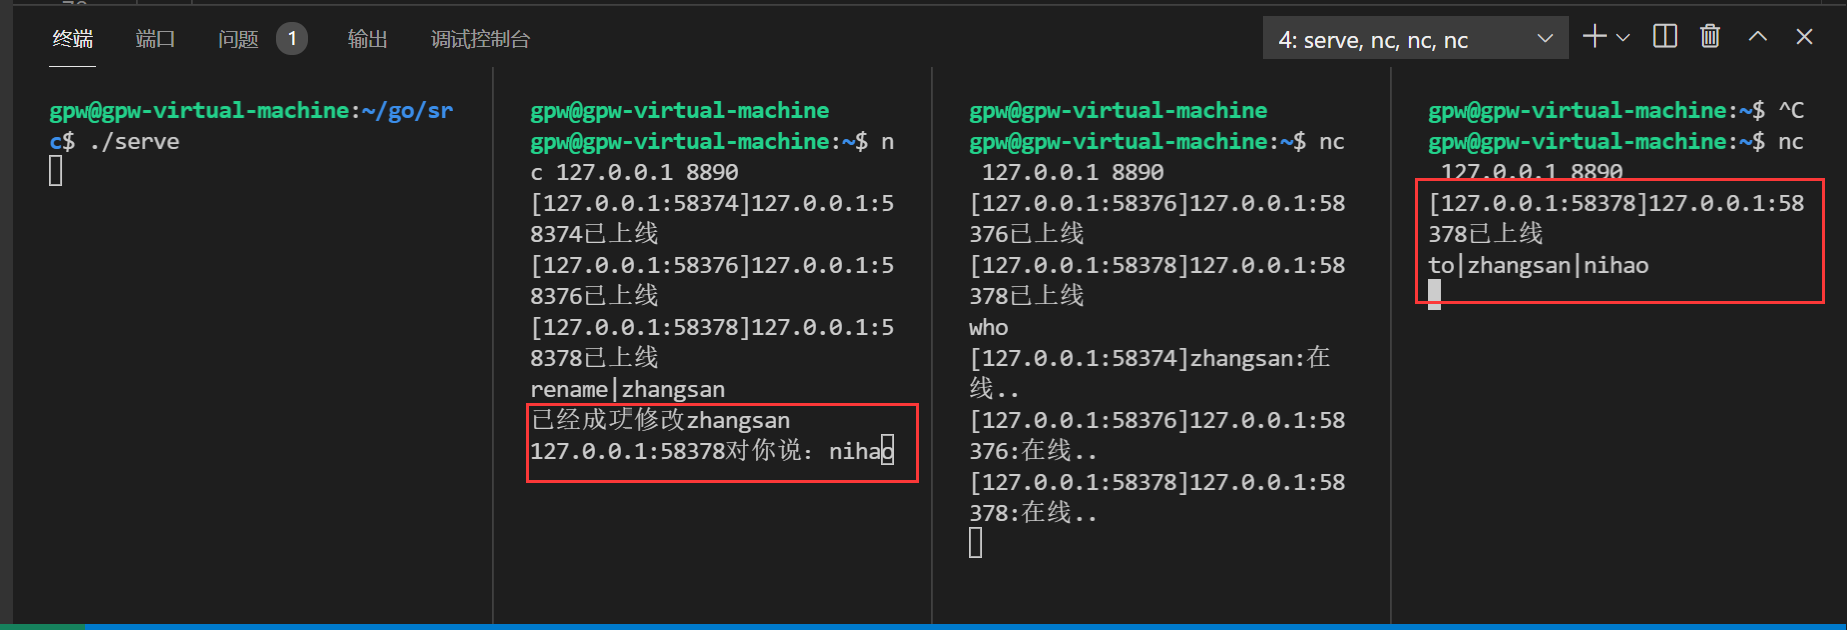 终端 端口 问题 1 输出 调试控制台 4: serve, nc, nc, nc
gpw@gpw-virtual-machine:~/go/sr
c$ ./serve
gpw@gpw-virtual-machine
gpw@gpw-virtual-machine:~$ n
c 127.0.0.1 8890
[127.0.0.1:58374]127.0.0.1:5
8374已上线
[127.0.0.1:58376]127.0.0.1:5
8376已上线
[127.0.0.1:58378]127.0.0.1:5
8378已上线
rename|zhangsan
已经成功修改zhangsan
127.0.0.1:58378对你说：nihao
gpw@gpw-virtual-machine
gpw@gpw-virtual-machine:~$ nc
127.0.0.1 8890
[127.0.0.1:58376]127.0.0.1:58
376已上线
[127.0.0.1:58378]127.0.0.1:58
378已上线
who
[127.0.0.1:58374]zhangsan:在
线..
[127.0.0.1:58376]127.0.0.1:58
376:在线..
[127.0.0.1:58378]127.0.0.1:58
378:在线..
gpw@gpw-virtual-machine:~$ ^C
gpw@gpw-virtual-machine:~$ nc
127.0.0.1 8890
[127.0.0.1:58378]127.0.0.1:58
378已上线
to|zhangsan|nihao